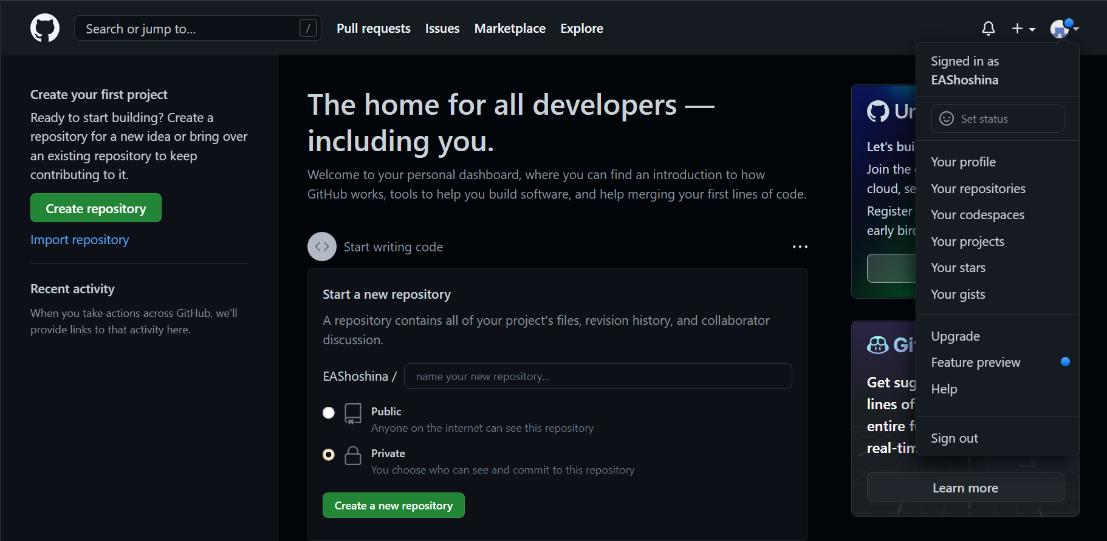 Search or jump to...
/
Pull requests
Issues
Marketplace
Explore
Signed in as
EAShoshina
Set status
Your profile
Your repositories
Your codespaces
Your projects
Your stars
Your gists
Upgrade
Feature preview
Help
Sign out
Create your first project
Ready to start building? Create a
repository for a new idea or bring over
an existing repository to keep
contributing to it.
Create repository
Import repository
Recent activity
When you take actions across GitHub, we'll
provide links to that activity here.
The home for all developers —
including you.
Welcome to your personal dashboard, where you can find an introduction to how
GitHub works, tools to help you build software, and help merging your first lines of code.
Start writing code
Start a new repository
A repository contains all of your project's files, revision history, and collaborator
discussion.
EAShoshina /
name your new repository...
Public
Anyone on the internet can see this repository
Private
You choose who can see and commit to this repository
Create a new repository
Let's
Join the
cloud,
Register
early
Get
lines of
entire
Learn more